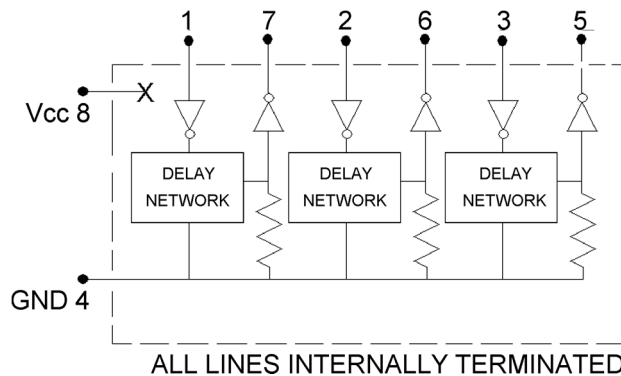 1 7 2 6 3 5
X
Vcc 8
DELAY NETWORK
DELAY NETWORK
DELAY NETWORK
GND 4
ALL LINES INTERNALLY TERMINATED